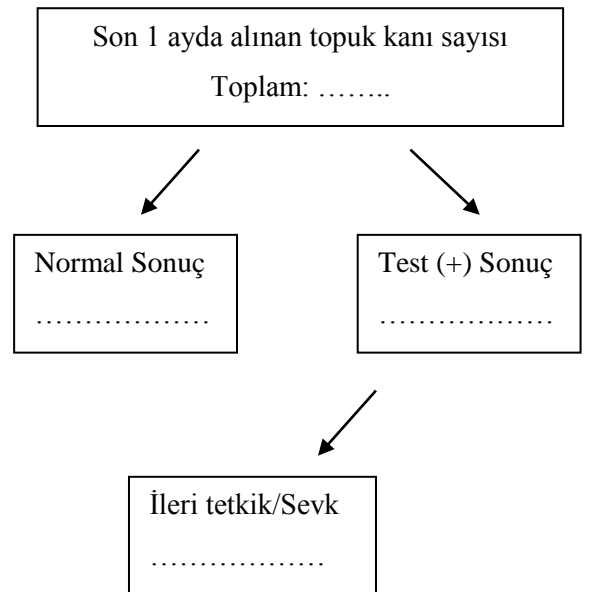 Son 1 ayda alınan topuk kanı sayısı
Toplam: ……..
Normal Sonuç
………………
Test (+) Sonuç
………………
İleri tetkik/Sevk
………………